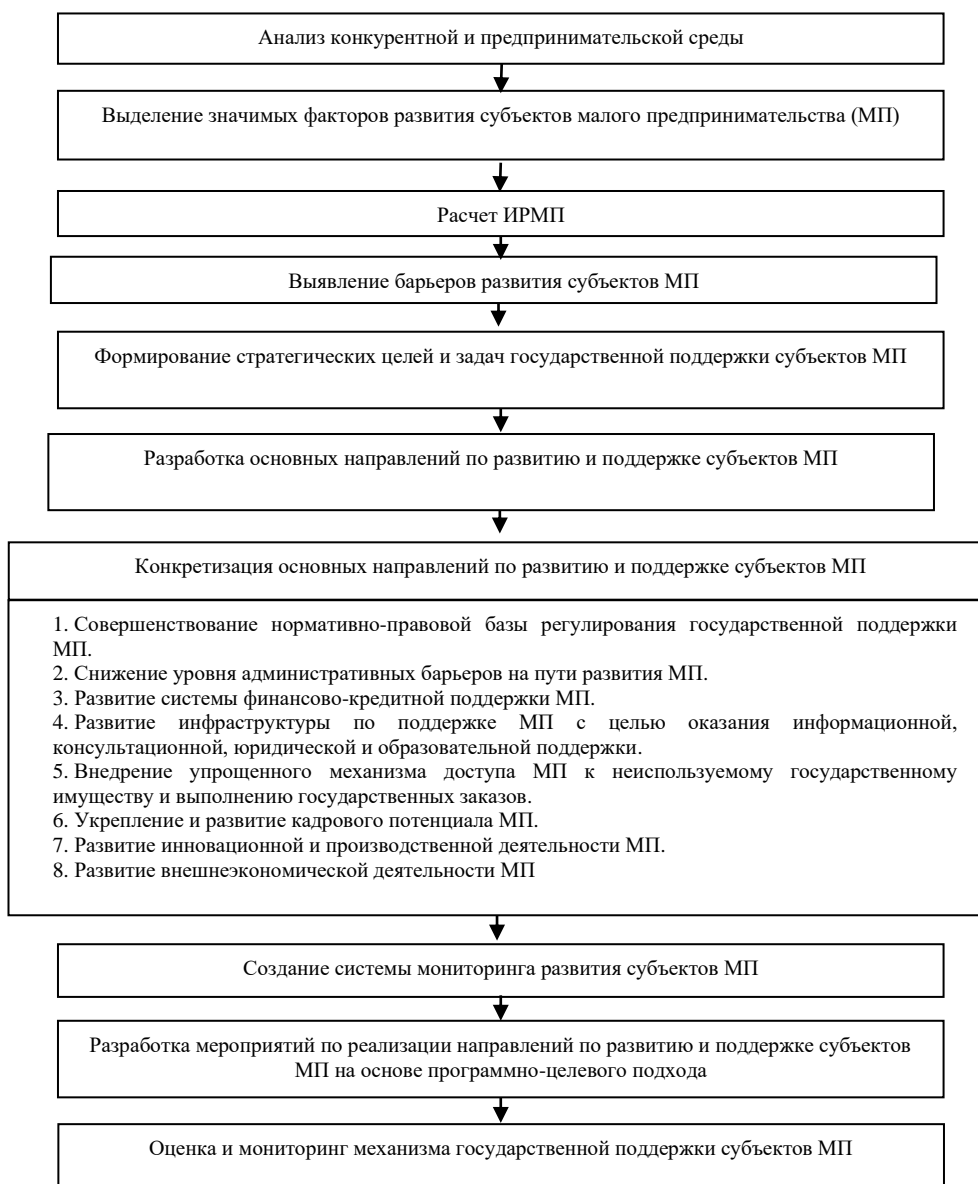 Анализ конкурентной и предпринимательской среды
Выделение значимых факторов развития субъектов малого предпринимательства (МП)
Расчет ИРМП
Выявление барьеров развития субъектов МП
Формирование стратегических целей и задач государственной поддержки субъектов МП
Разработка основных направлений по развитию и поддержке субъектов МП
Конкретизация основных направлений по развитию и поддержке субъектов МП
1. Совершенствование нормативно-правовой базы регулирования государственной поддержки
МП.
2. Снижение уровня административных барьеров на пути развития МП.
3. Развитие системы финансово-кредитной поддержки МП.
4. Развитие инфраструктуры по поддержке МП с целью оказания информационной,
консультационной, юридической и образовательной поддержки.
5. Внедрение упрощенного механизма доступа МП к неиспользуемому государственному
имуществу и выполнению государственных заказов.
6. Укрепление и развитие кадрового потенциала МП.
7. Развитие инновационной и производственной деятельности МП.
8. Развитие внешнеэкономической деятельности МП
Создание системы мониторинга развития субъектов МП
Разработка мероприятий по реализации направлений по развитию и поддержке субъектов
МП на основе программно-целевого подхода
Оценка и мониторинг механизма государственной поддержки субъектов МП